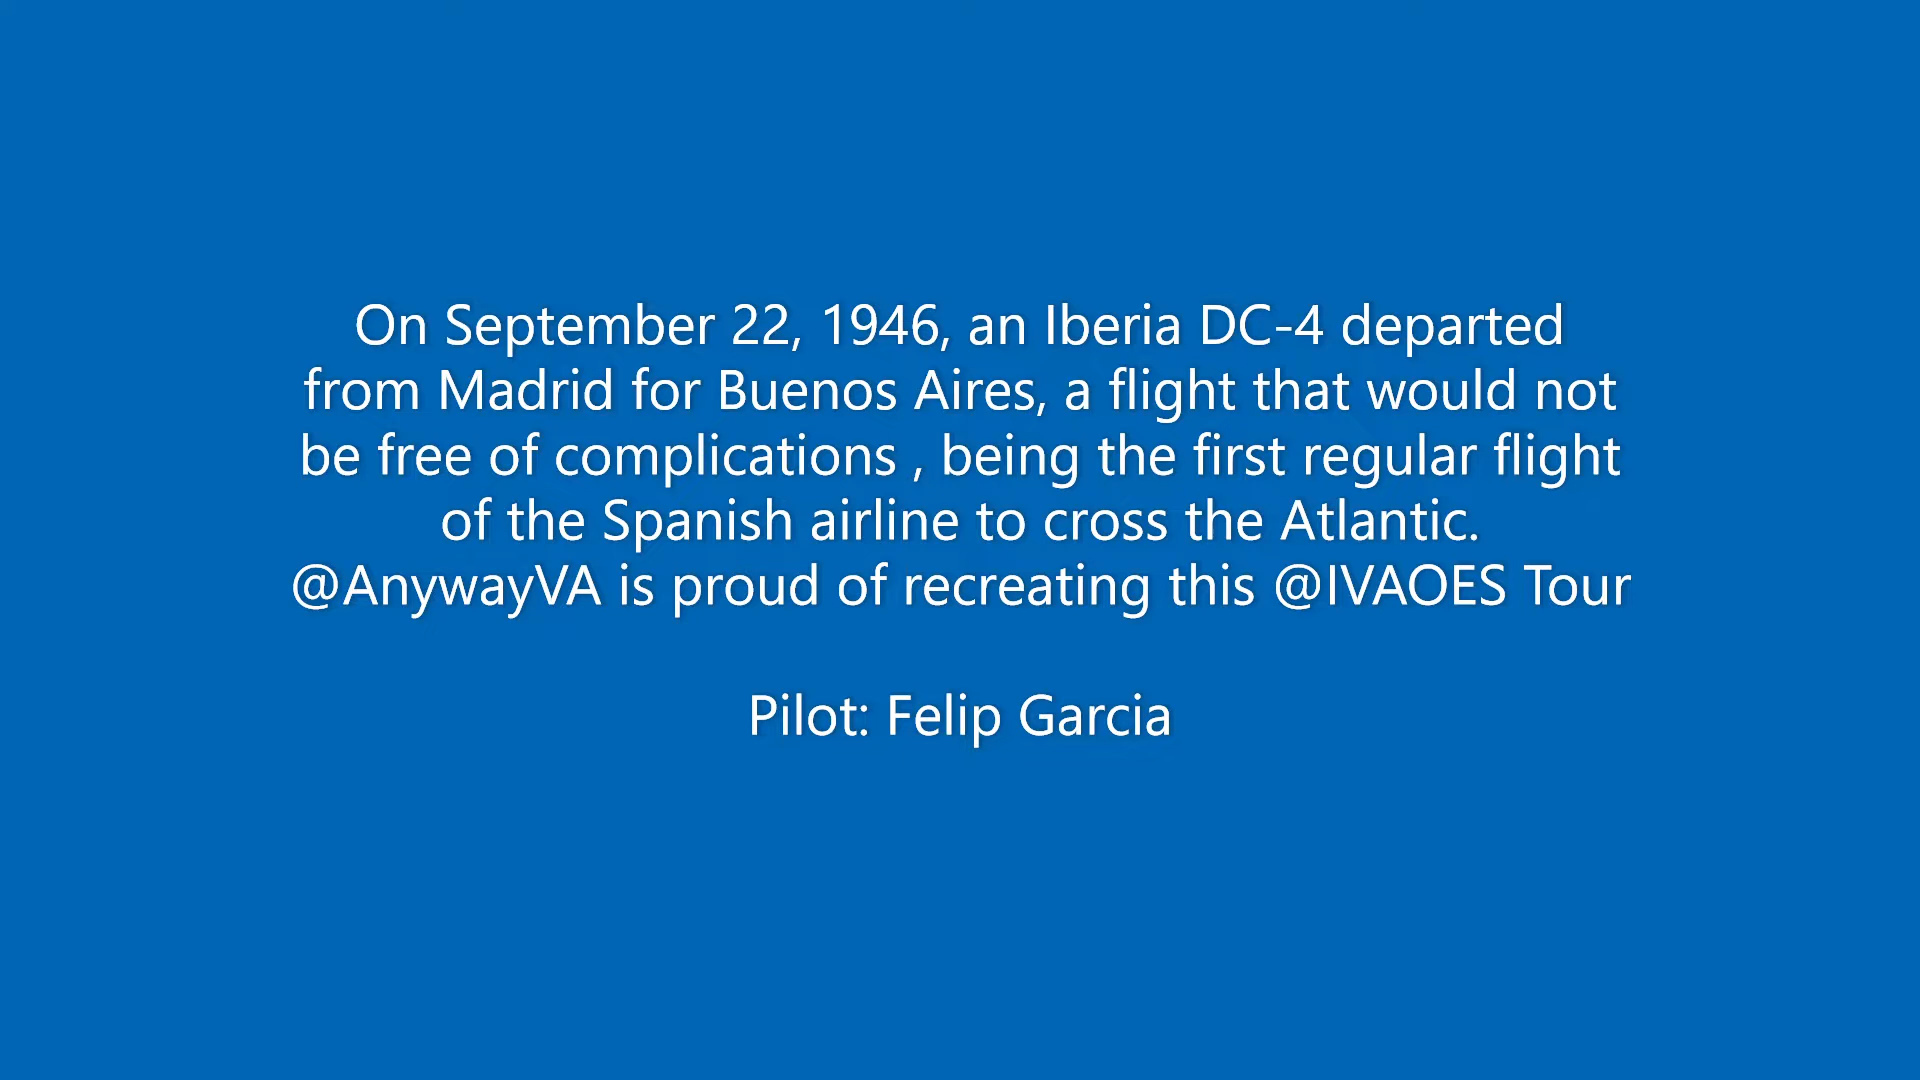 On September 22, 1946, an Iberia DC-4 departed
from Madrid for Buenos Aires, a flight that would not
be free of complications , being the first regular flight
of the Spanish airline to cross the Atlantic.
@AnywayVA is proud of recreating this @IVAOES Tour
Pilot: Felip Garcia